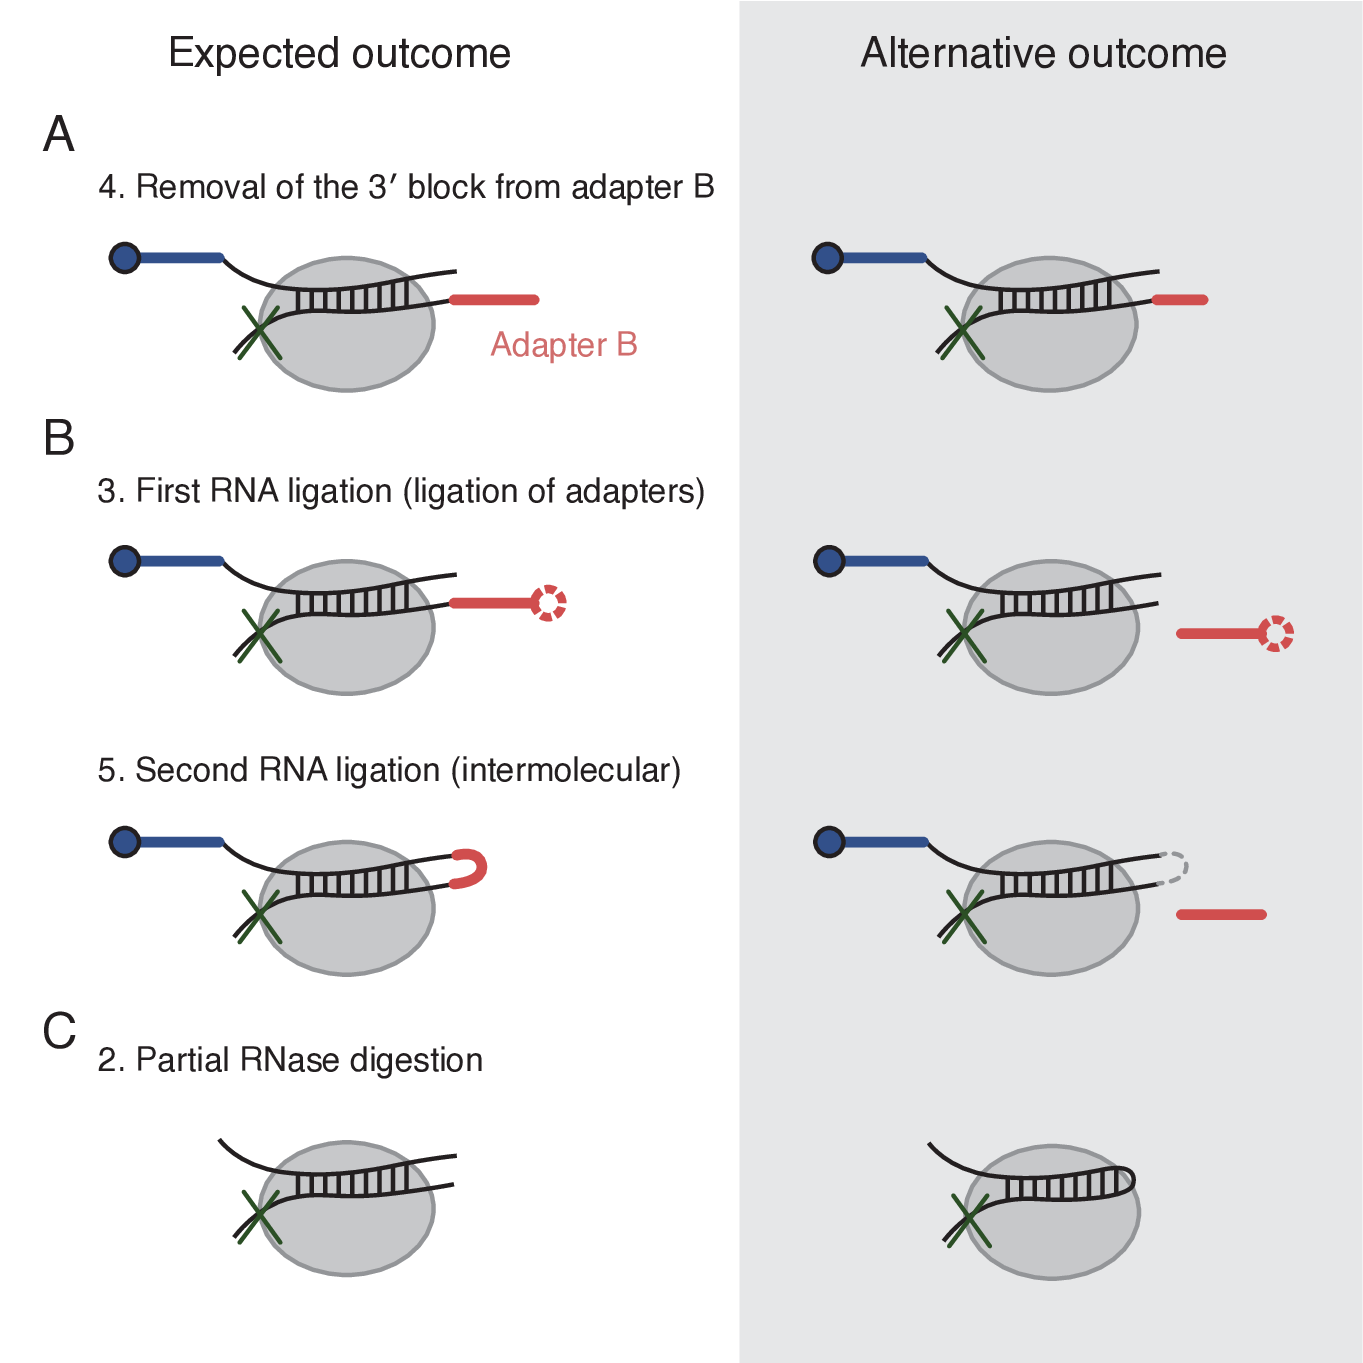 Expected outcome
Alternative outcome
A
4. Removal of the 3′ block from adapter B
Adapter B
B
3. First RNA ligation (ligation of adapters)
5. Second RNA ligation (intermolecular)
C
2. Partial RNase digestion